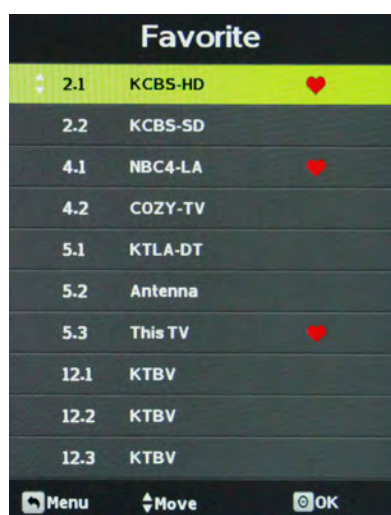 Favorite
2.1 KCBS-HD
2.2 KCBS-SD
4.1 NBC4-LA
4.2 COZY-TV
5.1 KTLA-DT
5.2 Antenna
5.3 This TV
12.1 KTBV
12.2 KTBV
12.3 KTBV
Menu Move OK